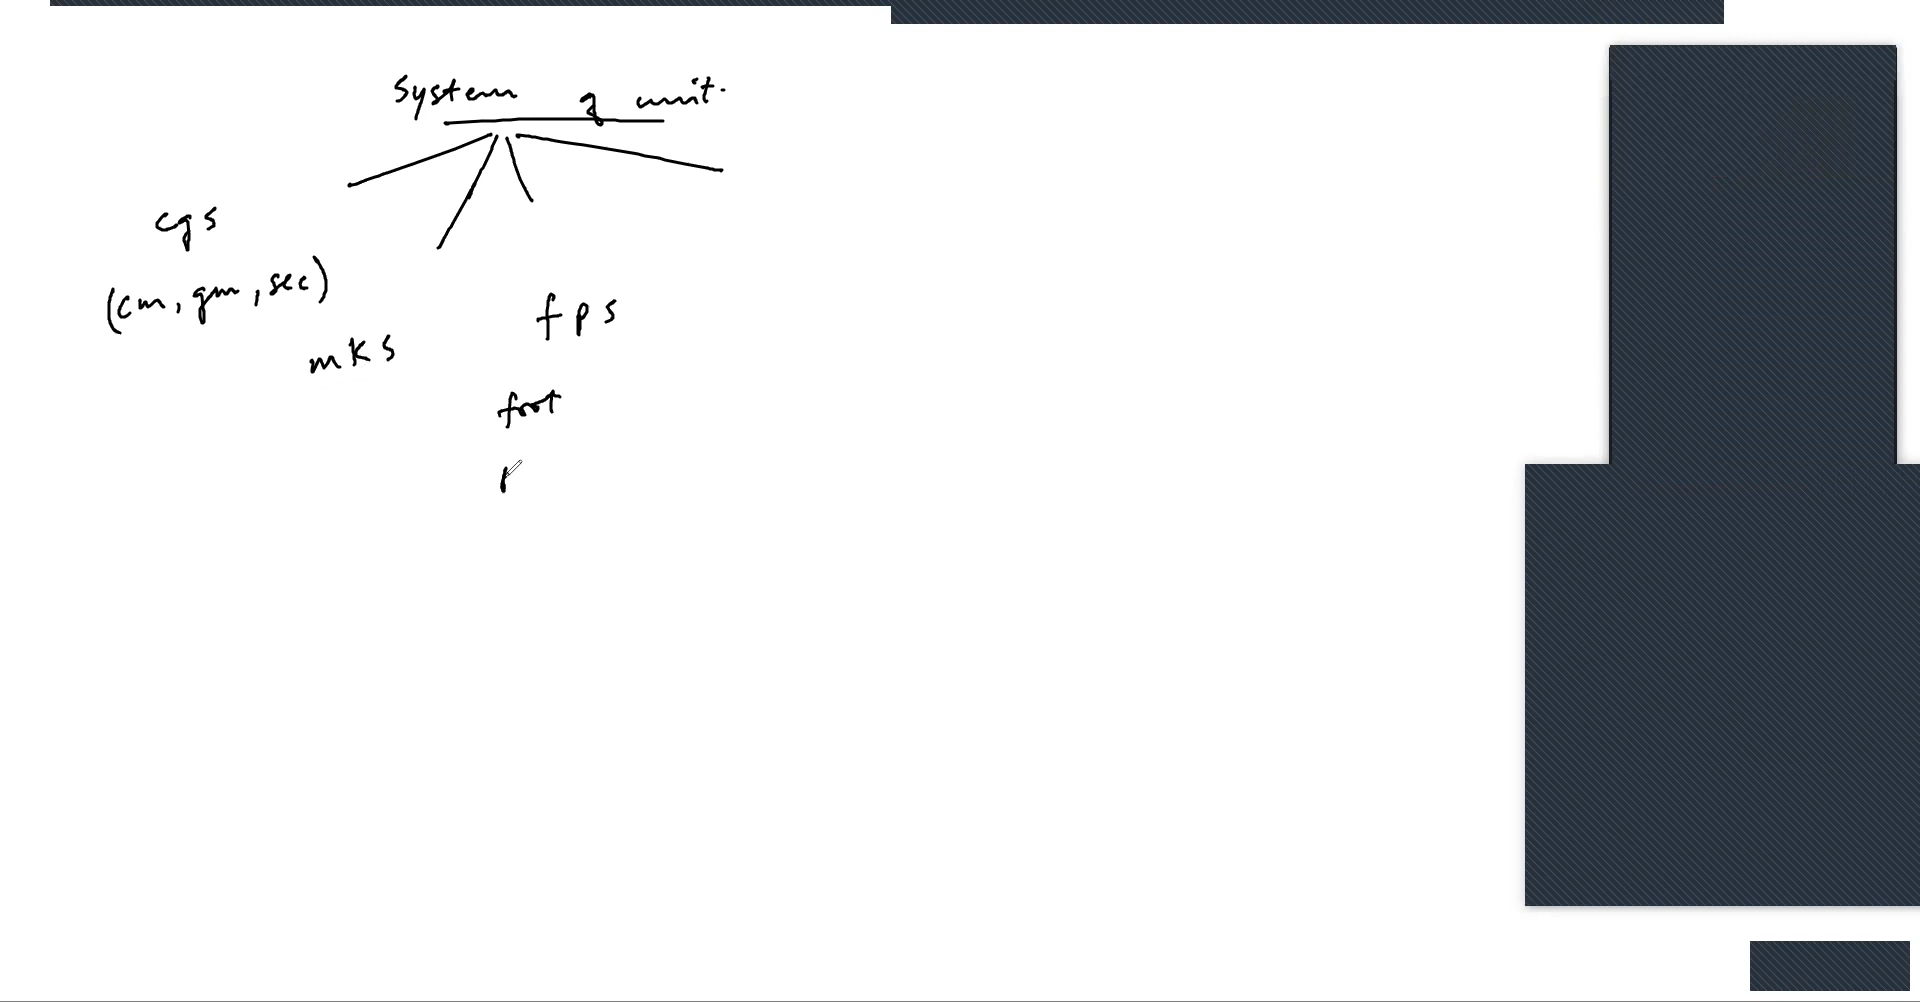 System of unit.
cgs
(cm, gm, sec)
mks
fps
foot
p